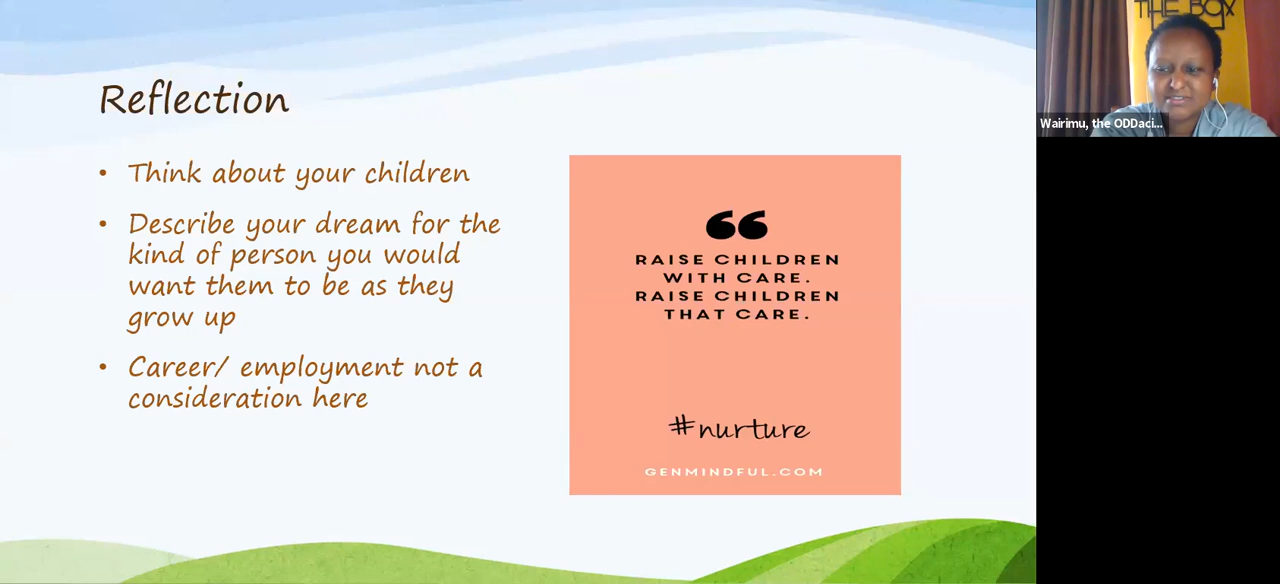 Reflection
• Think about your children
• Describe your dream for the
kind of person you would
want them to be as they
grow up
• Career/ employment not a
consideration here
“
RAISE CHILDREN
WITH CARE.
RAISE CHILDREN
THAT CARE.
#nurture
GENMINDFUL.COM
THE BOX
Wairimu, the ODDaci...